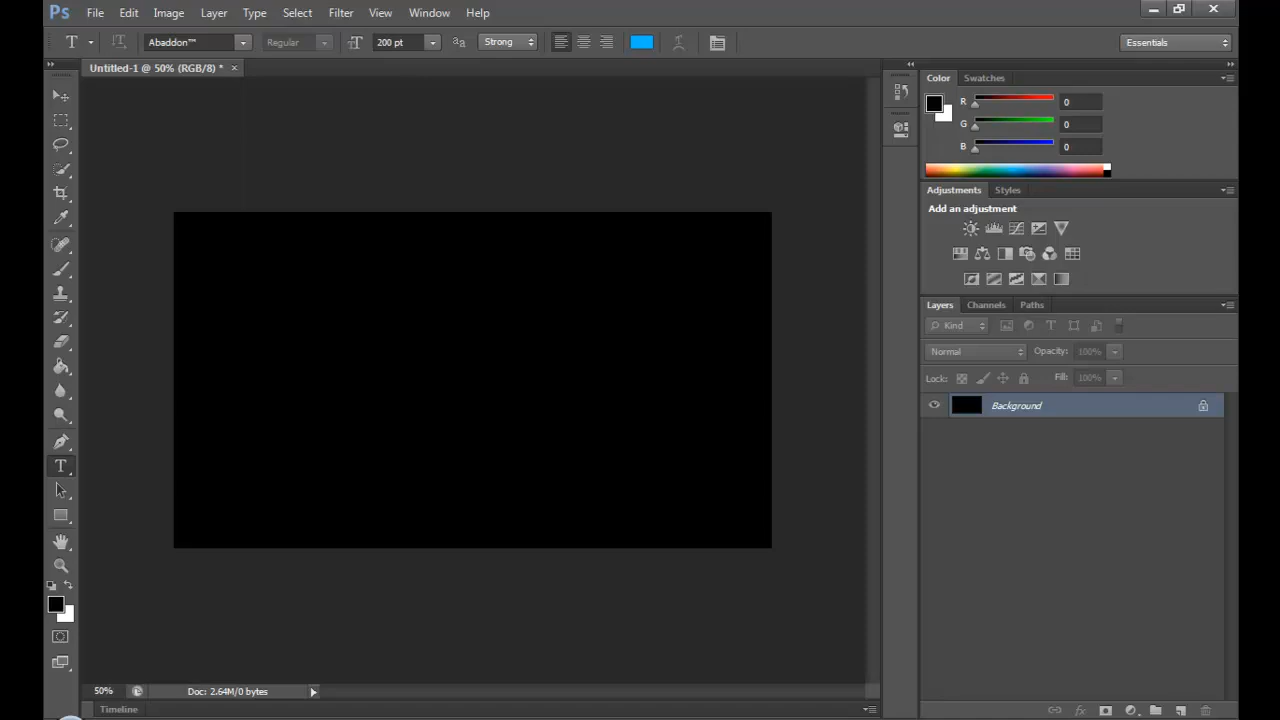 Ps File Edit Image Layer Type Select Filter View Window Help
T Abaddon™ Regular 200 pt Strong Essentials
Untitled-1 @ 50% (RGB/8) * ×
Color Swatches
R 0
G 0
B 0
Adjustments Styles
Add an adjustment
Layers Channels Paths
Kind
Normal Opacity: 100%
Lock: Fill: 100%
Background
50% Doc: 2.64M/0 bytes
Timeline